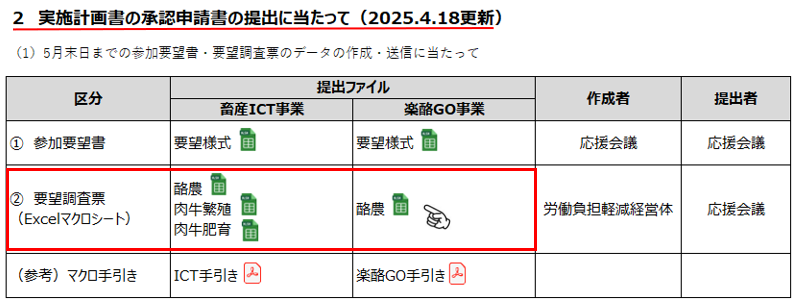 2 実施計画書の承認申請書の提出に当たって（2025.4.18更新）
（1）5月末日までの参加要望書・要望調査票のデータの作成・送信に当たって
区分 提出ファイル 作成者 提出者
畜産ICT事業 楽酪GO事業
① 参加要望書 要望様式 要望様式 応援会議 応援会議
② 要望調査票
（Excelマクロシート）
酪農
肉牛繁殖
肉牛肥育
酪農 労働負担軽減経営体 応援会議
（参考）マクロ手引き ICT手引き 楽酪GO手引き